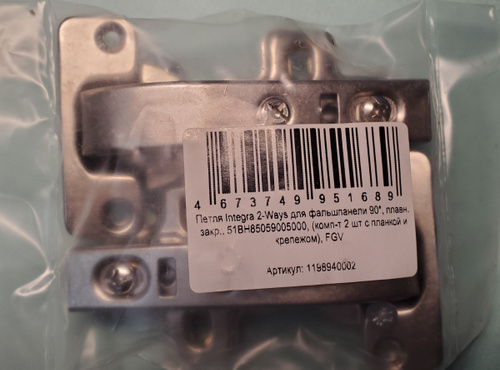 4 673749 951689
Петля Integra 2-Ways для фальшпанели 90°, плавн.
закр., 51BH85059005000, (комп-т 2 шт с планкой и
крепежом), FGV
Артикул: 1198940002